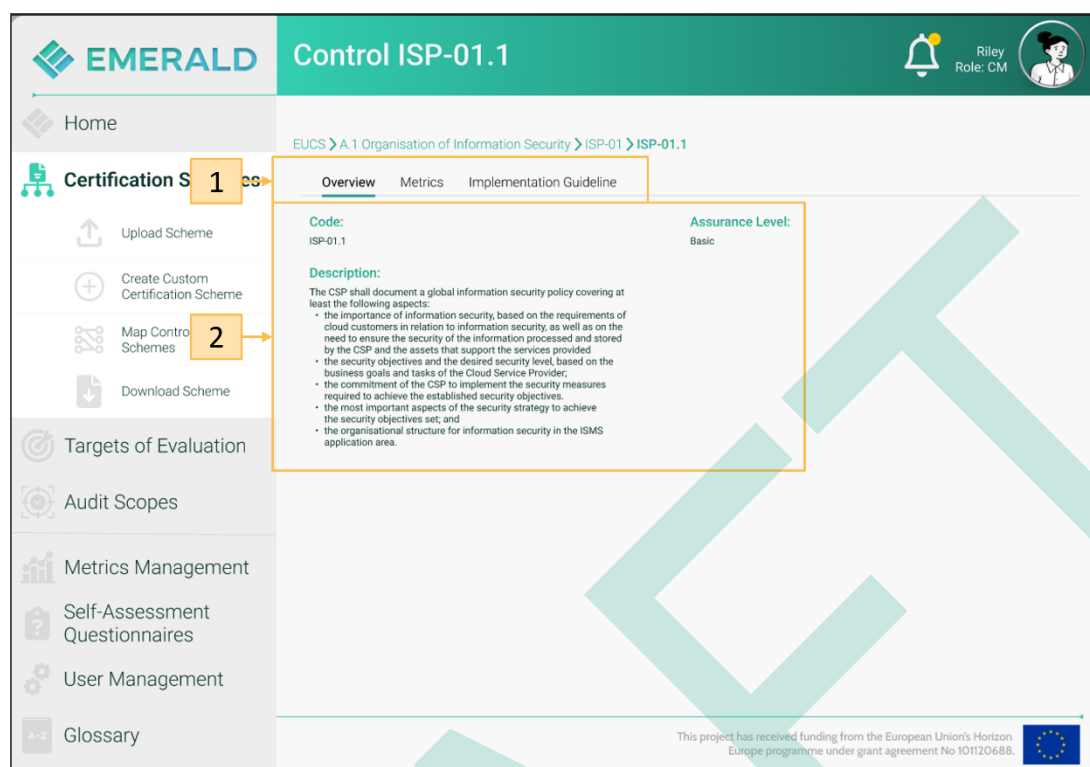 EMERALD
Control ISP-01.1
Riley
Role: CM
Home
EUCS > A.1 Organisation of Information Security > ISP-01 > ISP-01.1
Certification S es
1
Overview Metrics Implementation Guideline
Upload Scheme
Create Custom
Certification Scheme
Map Contro
Schemes
2
Download Scheme
Targets of Evaluation
Audit Scopes
Metrics Management
Self-Assessment
Questionnaires
User Management
A-Z
Glossary
Code:
ISP-01.1
Assurance Level:
Basic
Description:
The CSP shall document a global information security policy covering at
least the following aspects:
• the importance of information security, based on the requirements of
cloud customers in relation to information security, as well as on the
need to ensure the security of the information processed and stored
by the CSP and the assets that support the services provided
• the security objectives and the desired security level, based on the
business goals and tasks of the Cloud Service Provider;
• the commitment of the CSP to implement the security measures
required to achieve the established security objectives.
• the most important aspects of the security strategy to achieve
the security objectives set; and
• the organisational structure for information security in the ISMS
application area.
This project has received funding from the European Union's Horizon
Europe programme under grant agreement No 101120688.